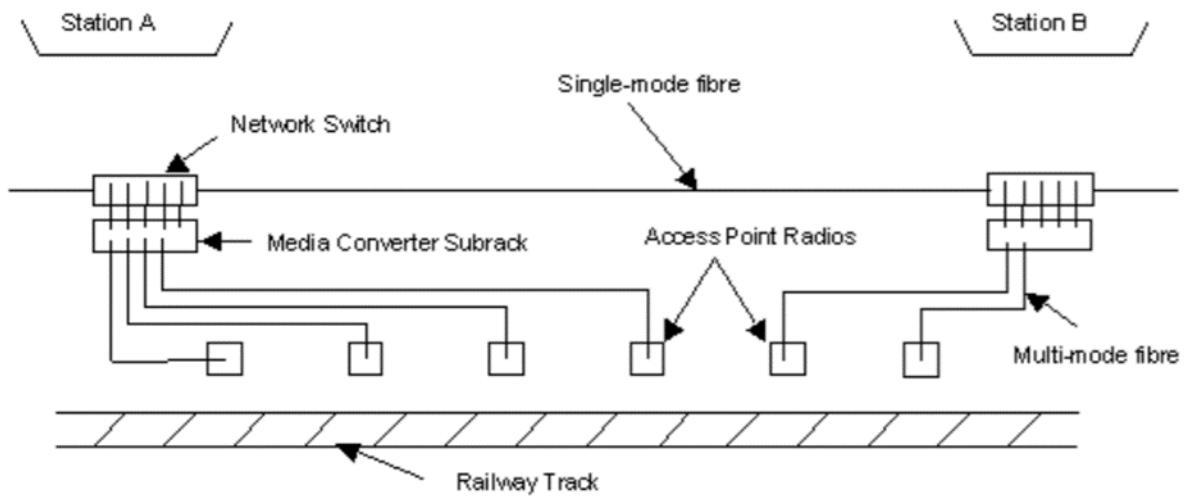 Station A
Station B
Single-mode fibre
Network Switch
Media Converter Subrack
Access Point Radios
Multi-mode fibre
Railway Track